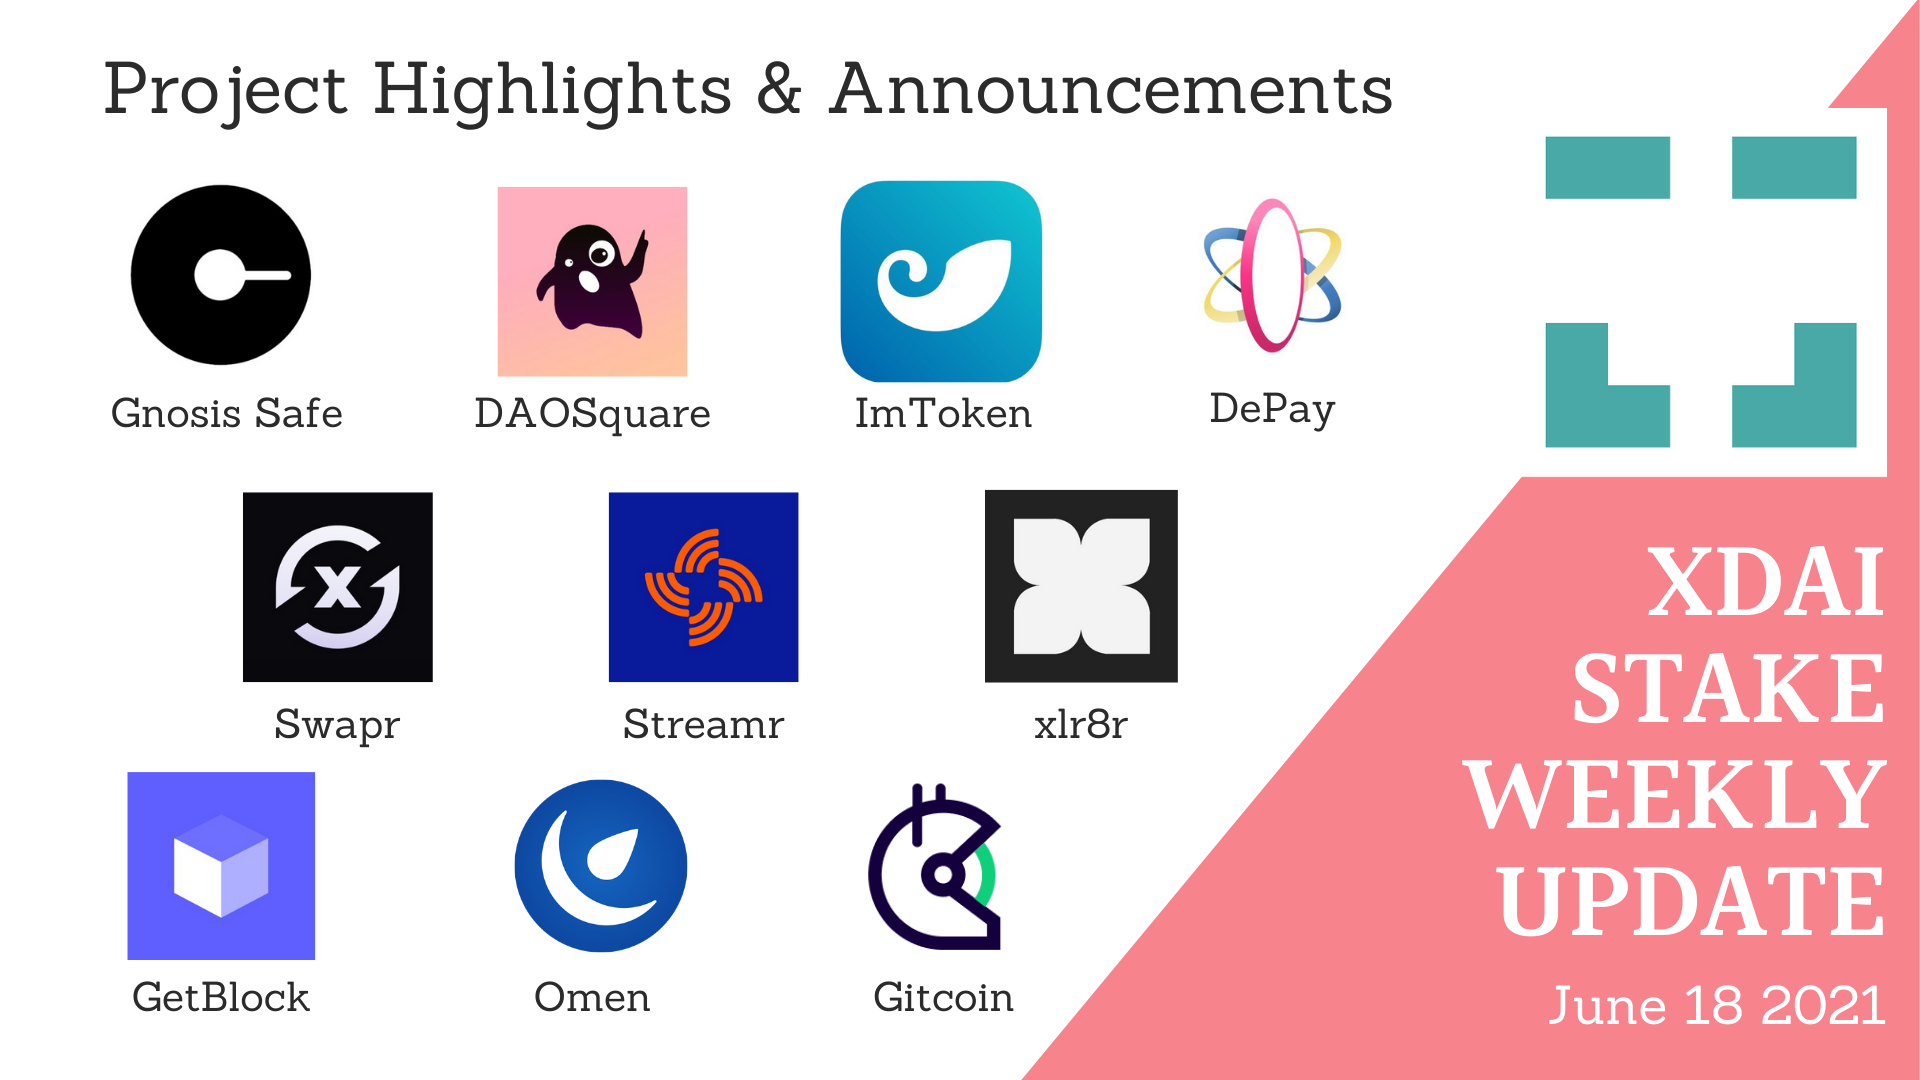 Project Highlights & Announcements
Gnosis Safe
DAOSquare
ImToken
DePay
x
Swapr
Streamr
xlr8r
GetBlock
Omen
Gitcoin
XDAI
STAKE
WEEKLY
UPDATE
June 18 2021